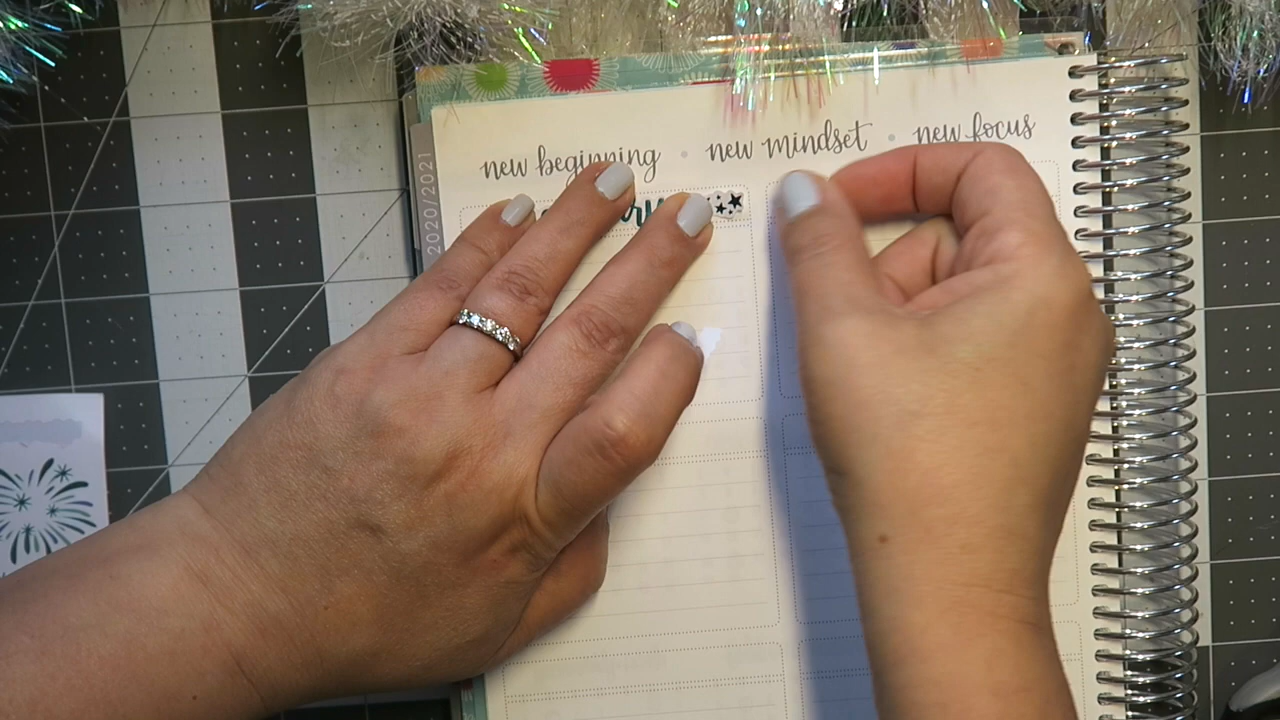 new beginning • new mindset • new focus
2020/2021